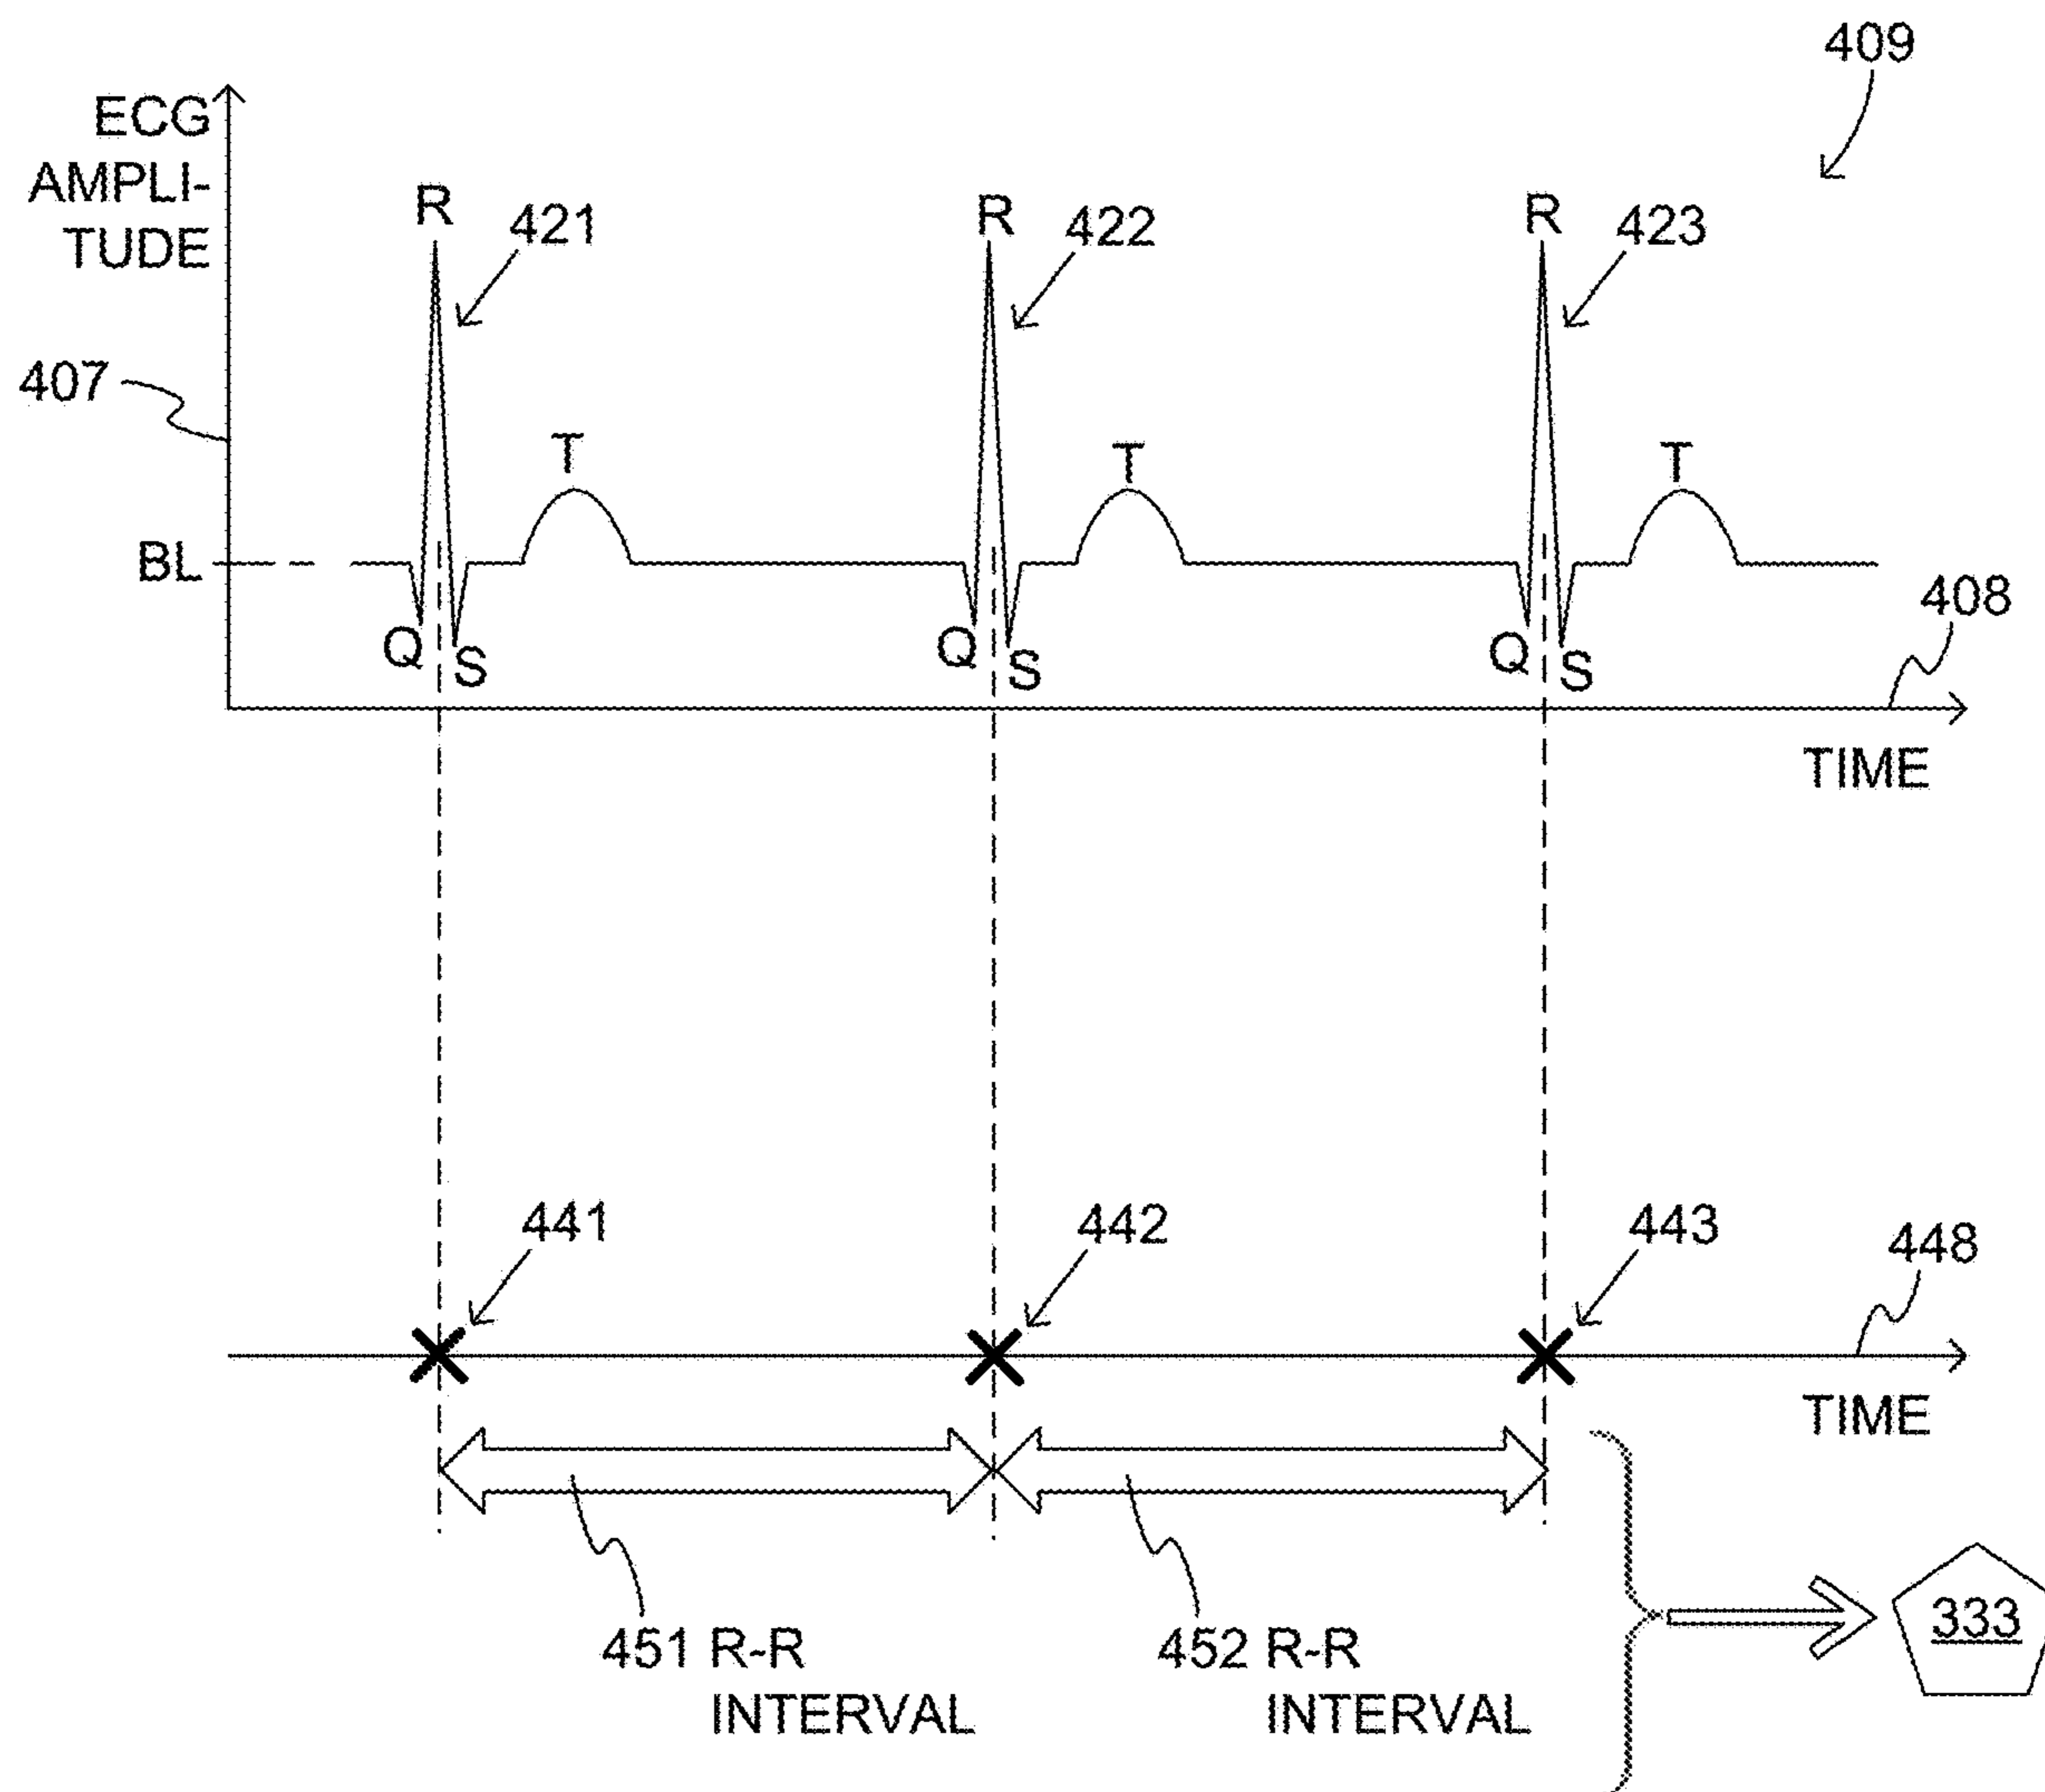 409
ECG
AMPLI-
TUDE
R 421
R 422
R 423
407
T
T
T
BL
408
Q S
Q S
Q S
TIME
441
442
443
448
TIME
451 R-R
INTERVAL
452 R-R
INTERVAL
333